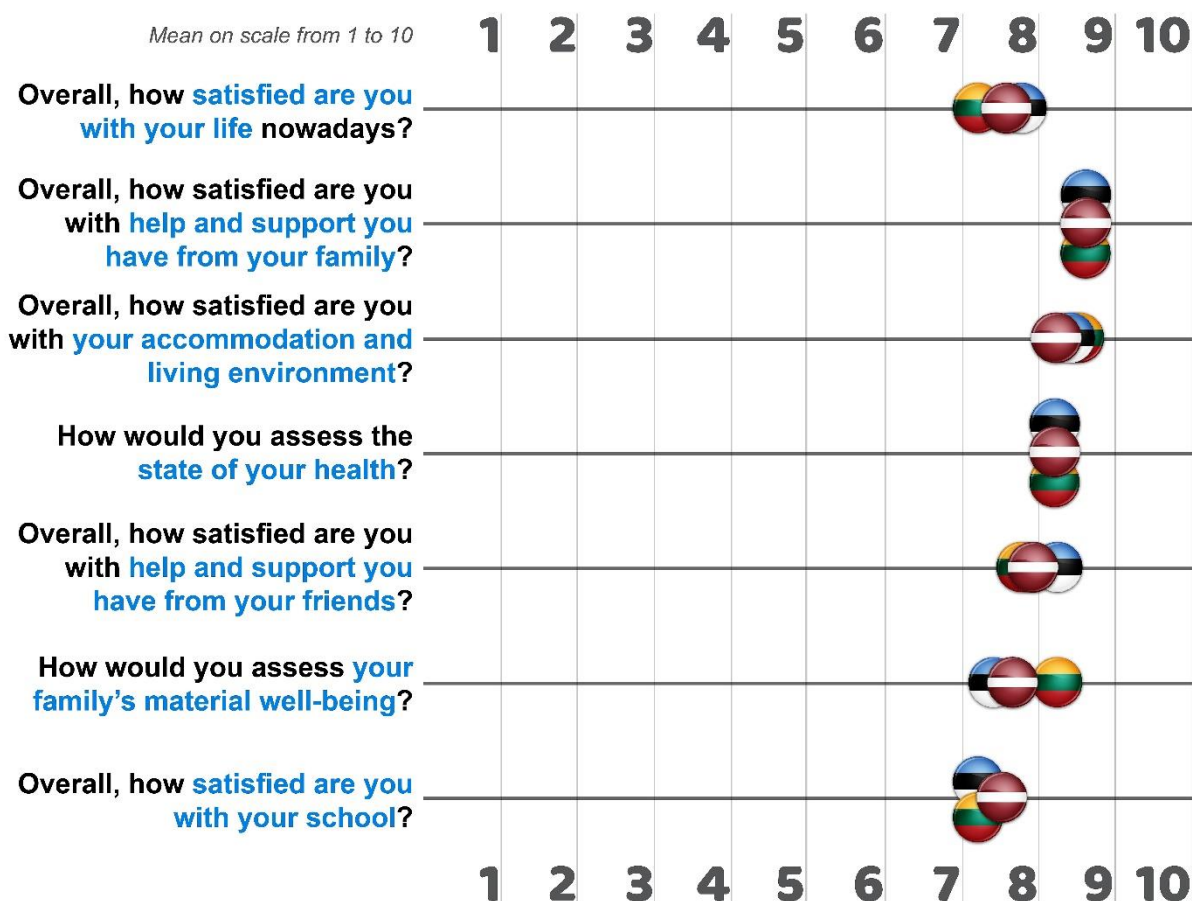 Mean on scale from 1 to 10
1 2 3 4 5 6 7 8 9 10
Overall, how satisfied are you
with your life nowadays?
Overall, how satisfied are you
with help and support you
have from your family?
Overall, how satisfied are you
with your accommodation and
living environment?
How would you assess the
state of your health?
Overall, how satisfied are you
with help and support you
have from your friends?
How would you assess your
family’s material well-being?
Overall, how satisfied are you
with your school?
1 2 3 4 5 6 7 8 9 10